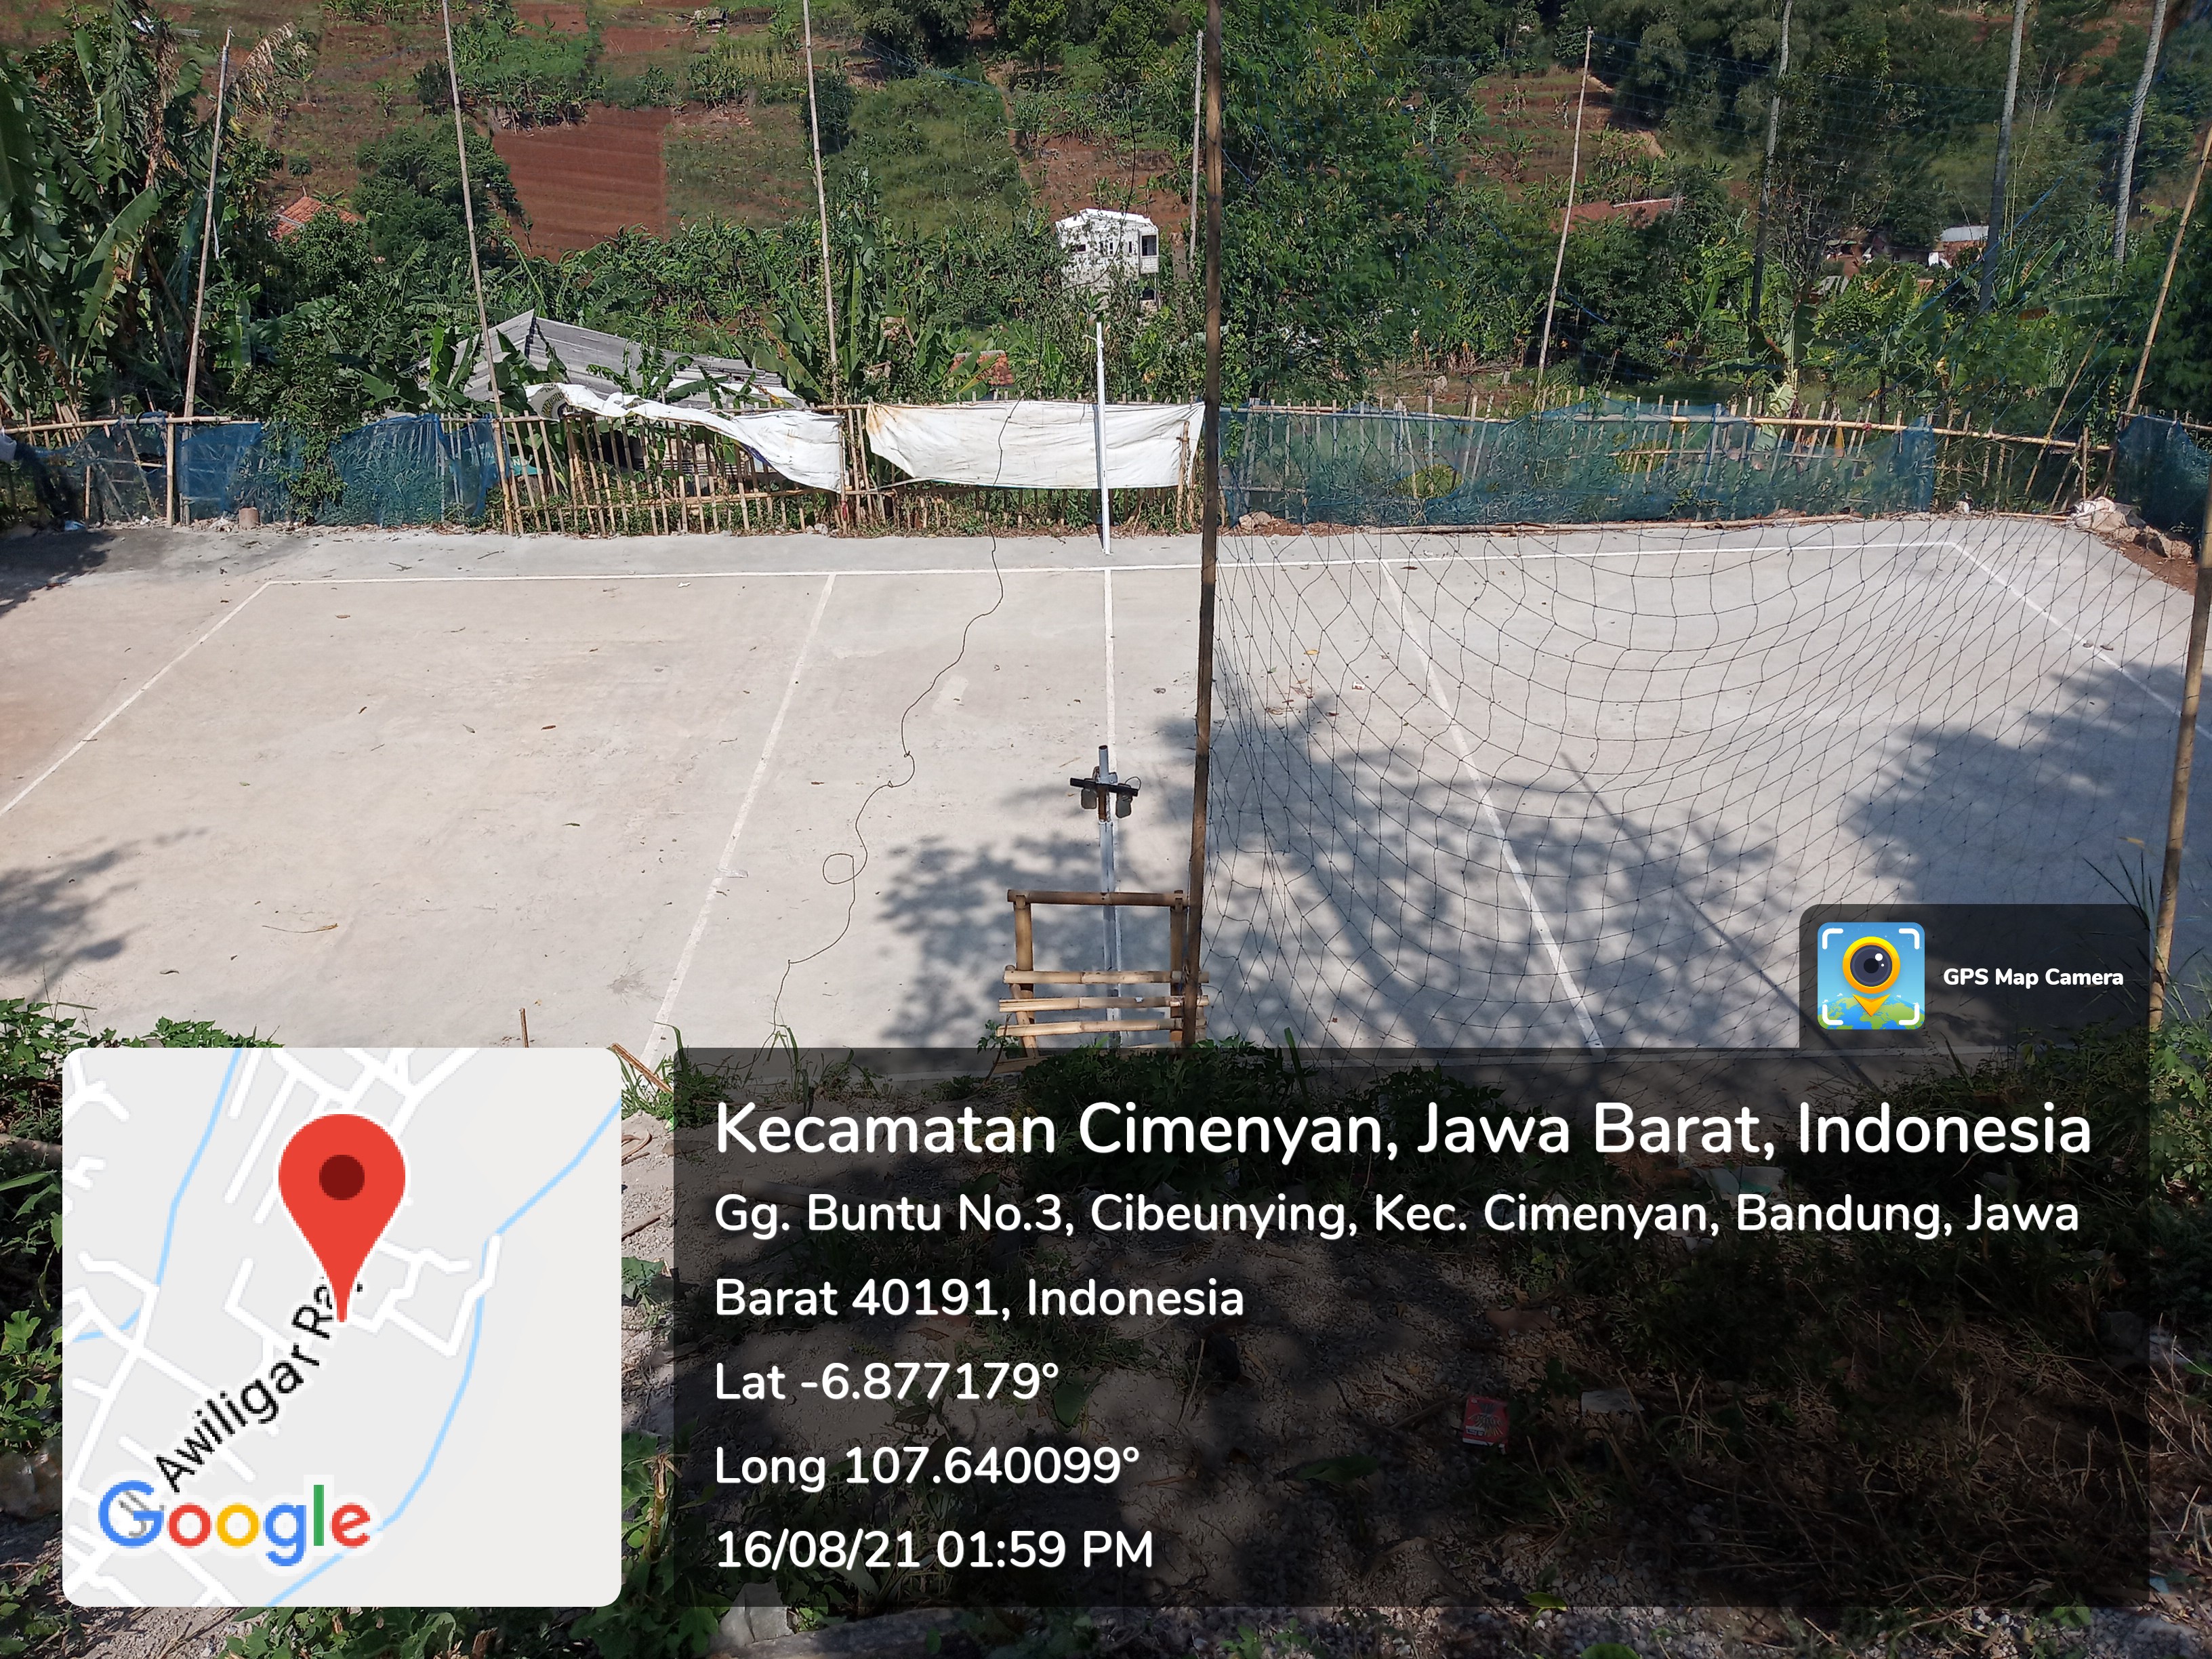 GPS Map Camera
Kecamatan Cimenyan, Jawa Barat, Indonesia
Gg. Buntu No.3, Cibeunying, Kec. Cimenyan, Bandung, Jawa
Barat 40191, Indonesia
Lat -6.877179°
Long 107.640099°
16/08/21 01:59 PM
Awiligar
Google